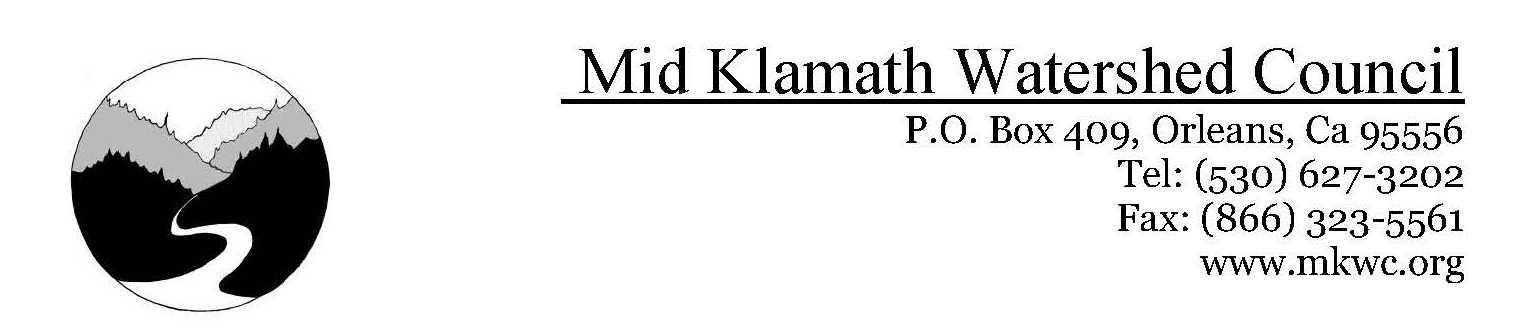 Mid Klamath Watershed Council
P.O. Box 409, Orleans, Ca 95556
Tel: (530) 627-3202
Fax: (866) 323-5561
www.mkwc.org